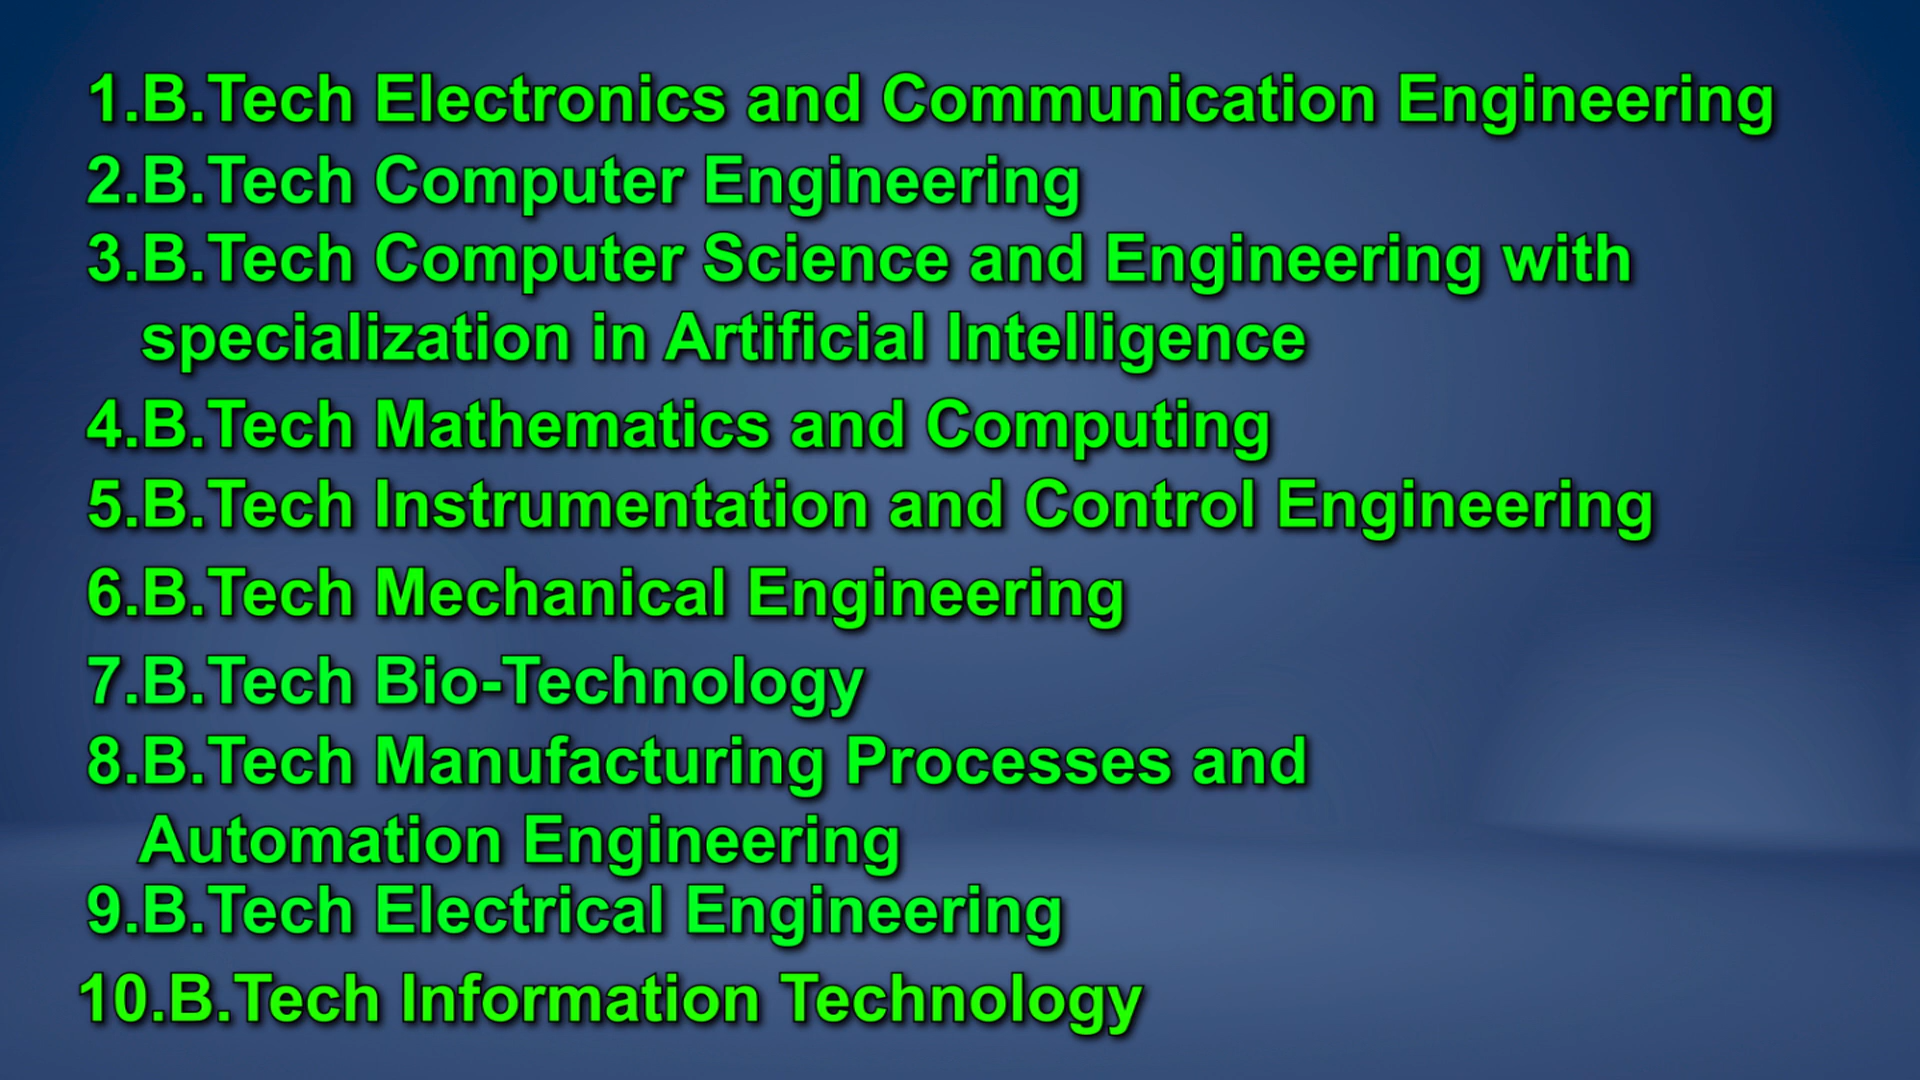 1.B.Tech Electronics and Communication Engineering
2.B.Tech Computer Engineering
3.B.Tech Computer Science and Engineering with
specialization in Artificial Intelligence
4.B.Tech Mathematics and Computing
5.B.Tech Instrumentation and Control Engineering
6.B.Tech Mechanical Engineering
7.B.Tech Bio-Technology
8.B.Tech Manufacturing Processes and
Automation Engineering
9.B.Tech Electrical Engineering
10.B.Tech Information Technology